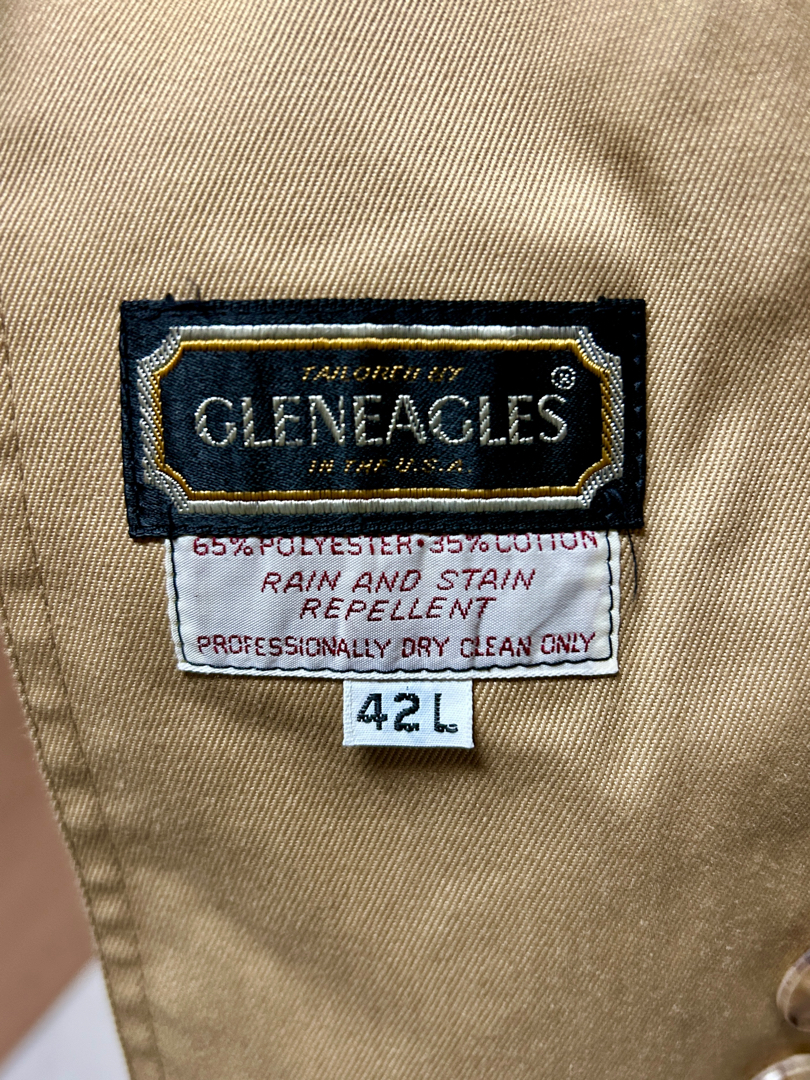 TAILORED BY
GLENEAGLES®
IN THE U.S.A.
65% POLYESTER • 35% COTTON
RAIN AND STAIN
REPELLENT
PROFESSIONALLY DRY CLEAN ONLY
42L